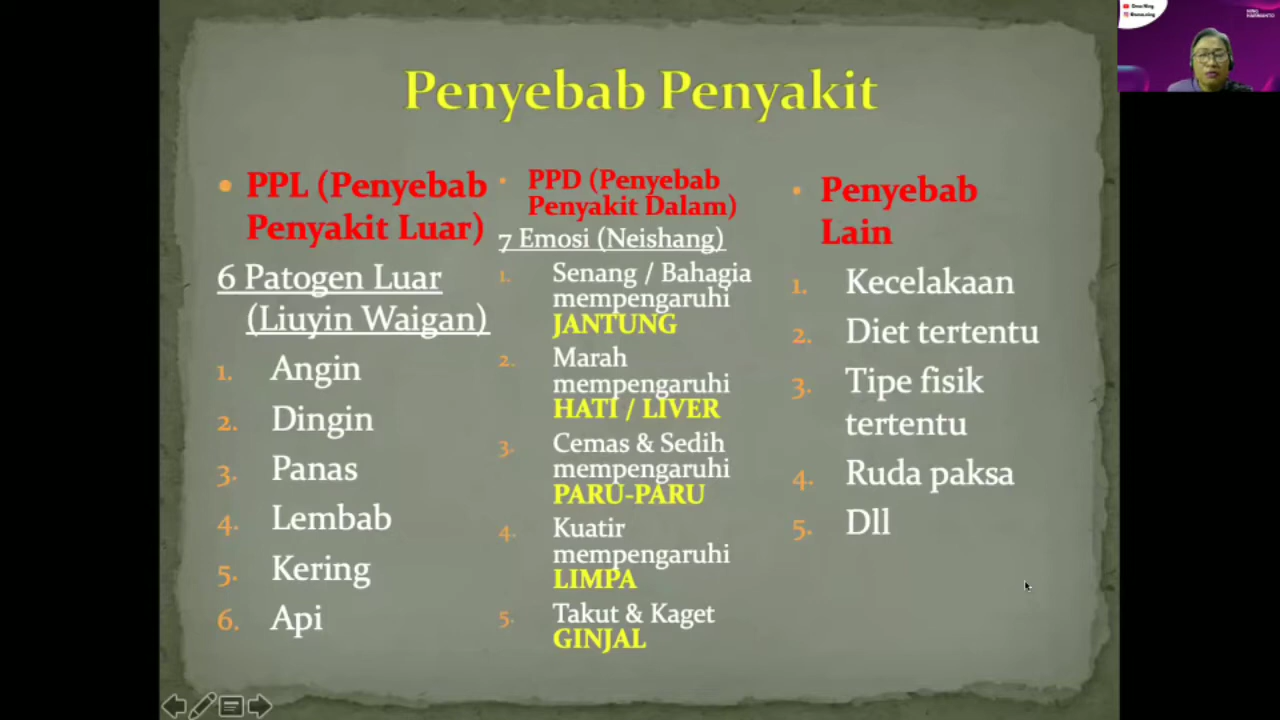 Penyebab Penyakit
• PPL (Penyebab
Penyakit Luar)
6 Patogen Luar
(Liuyin Waigan)
1. Angin
2. Dingin
3. Panas
4. Lembab
5. Kering
6. Api
• PPD (Penyebab
Penyakit Dalam)
7 Emosi (Neishang)
1. Senang / Bahagia
mempengaruhi
JANTUNG
2. Marah
mempengaruhi
HATI / LIVER
3. Cemas & Sedih
mempengaruhi
PARU-PARU
4. Kuatir
mempengaruhi
LIMPA
5. Takut & Kaget
GINJAL
• Penyebab
Lain
1. Kecelakaan
2. Diet tertentu
3. Tipe fisik
tertentu
4. Ruda paksa
5. Dll